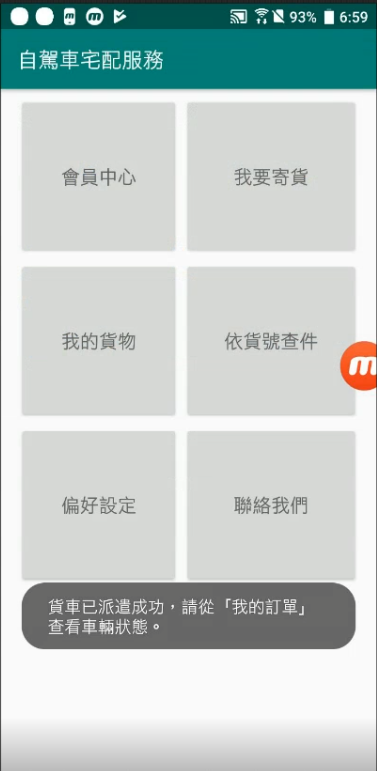 93% 6:59
自駕車宅配服務
會員中心 我要寄貨
我的貨物 依貨號查件
偏好設定 聯絡我們
貨車已派遣成功，請從「我的訂單」
查看車輛狀態。